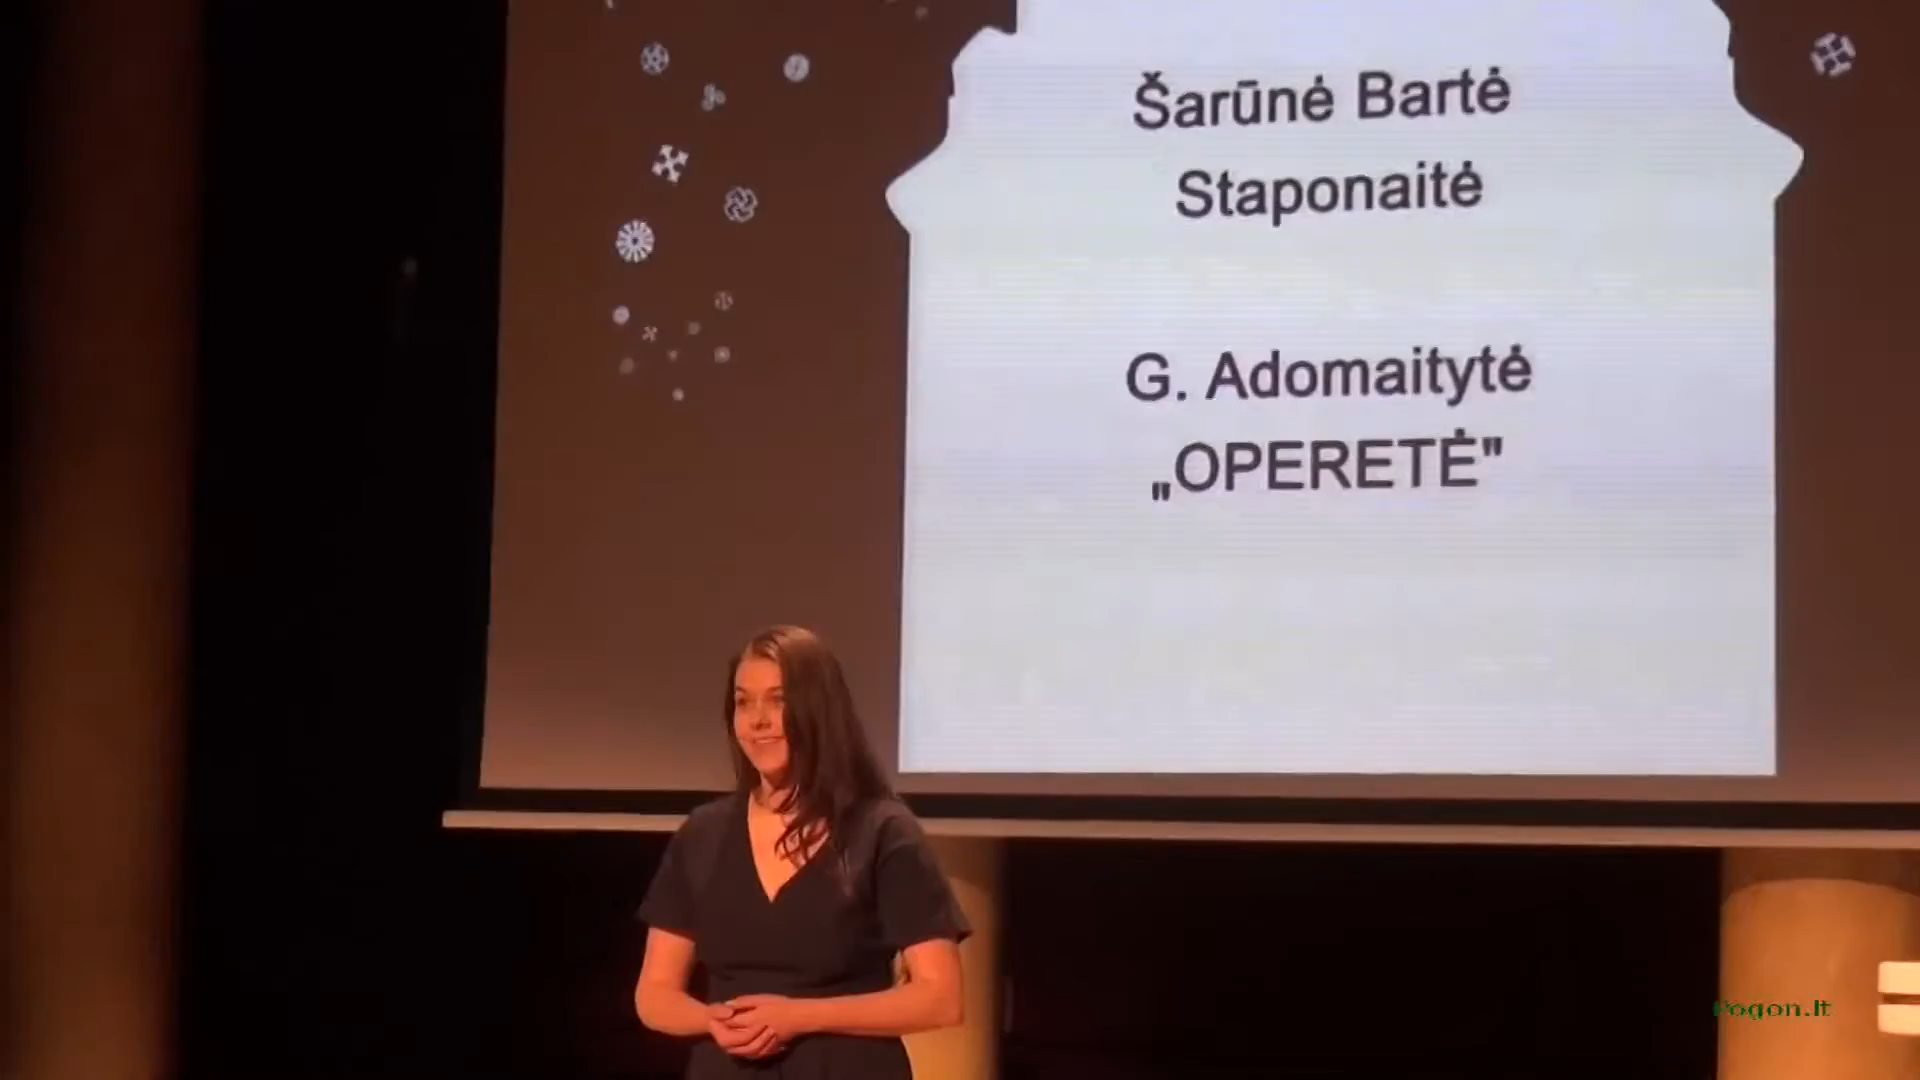 Šarūnė Bartė
Staponaitė
G. Adomaitytė
„OPERETĖ"
Pogon.lt